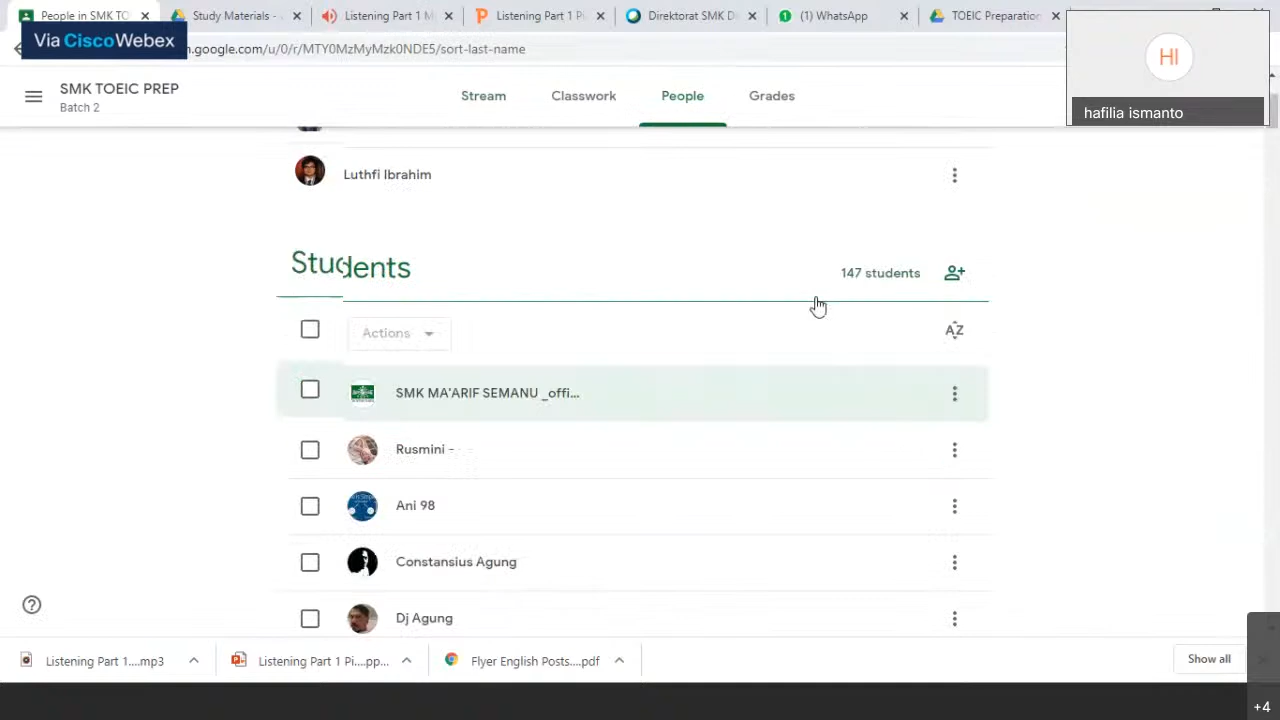 People in SMK TO
Study Materials -
Listening Part 1 M
Listening Part 1 P
Direktorat SMK D
(1) WhatsApp
TOEIC Preparation
Via Cisco Webex
.google.com/u/0/r/MTY0MzMyMzk0NDE5/sort-last-name
HI
hafilia ismanto
SMK TOEIC PREP
Batch 2
Stream
Classwork
People
Grades
Luthfi Ibrahim
Students
147 students
Actions
AZ
SMK MA'ARIF SEMANU _offi...
Rusmini -
Ani 98
Constansius Agung
Dj Agung
Listening Part 1....mp3
Listening Part 1 Pi....pp...
Flyer English Posts....pdf
Show all
+4